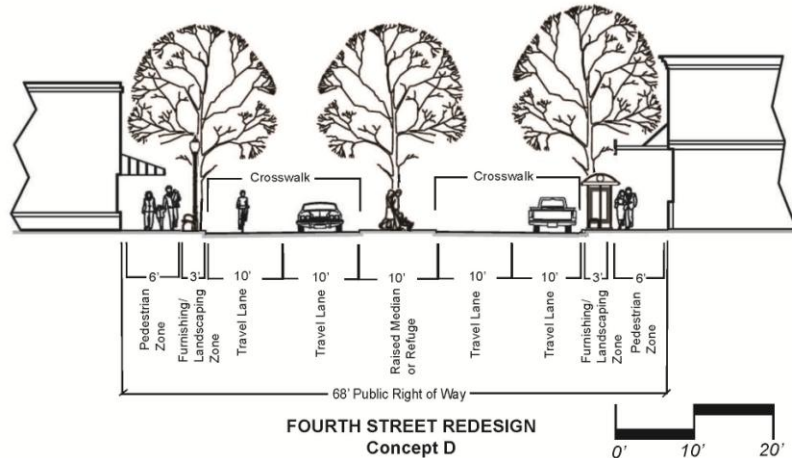 Crosswalk Crosswalk
6' 3' 10' 10' 10' 10' 10' 3' 6'
Pedestrian
Zone
Furnishing/
Landscaping
Zone
Travel Lane
Travel Lane
Raised Median
or Refuge
Travel Lane
Travel Lane
Furnishing/
Landscaping
Zone
Pedestrian
Zone
68' Public Right of Way
FOURTH STREET REDESIGN
Concept D
0' 10' 20'